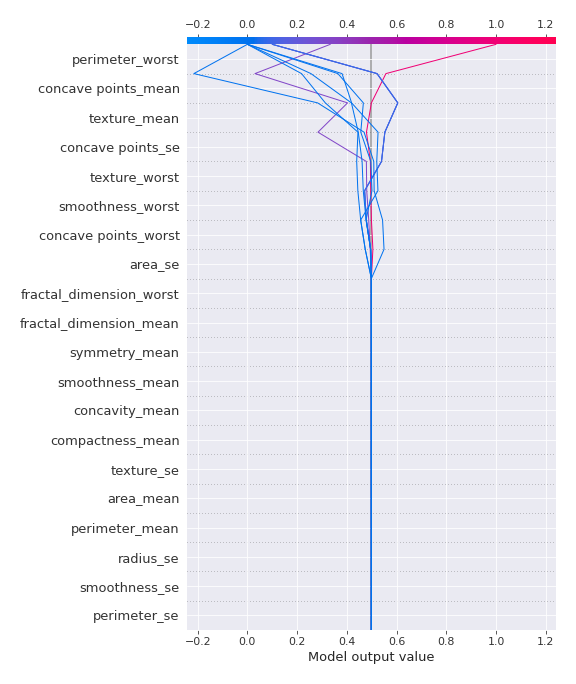 −0.2 0.0 0.2 0.4 0.6 0.8 1.0 1.2
perimeter_worst
concave points_mean
texture_mean
concave points_se
texture_worst
smoothness_worst
concave points_worst
area_se
fractal_dimension_worst
fractal_dimension_mean
symmetry_mean
smoothness_mean
concavity_mean
compactness_mean
texture_se
area_mean
perimeter_mean
radius_se
smoothness_se
perimeter_se
−0.2 0.0 0.2 0.4 0.6 0.8 1.0 1.2
Model output value